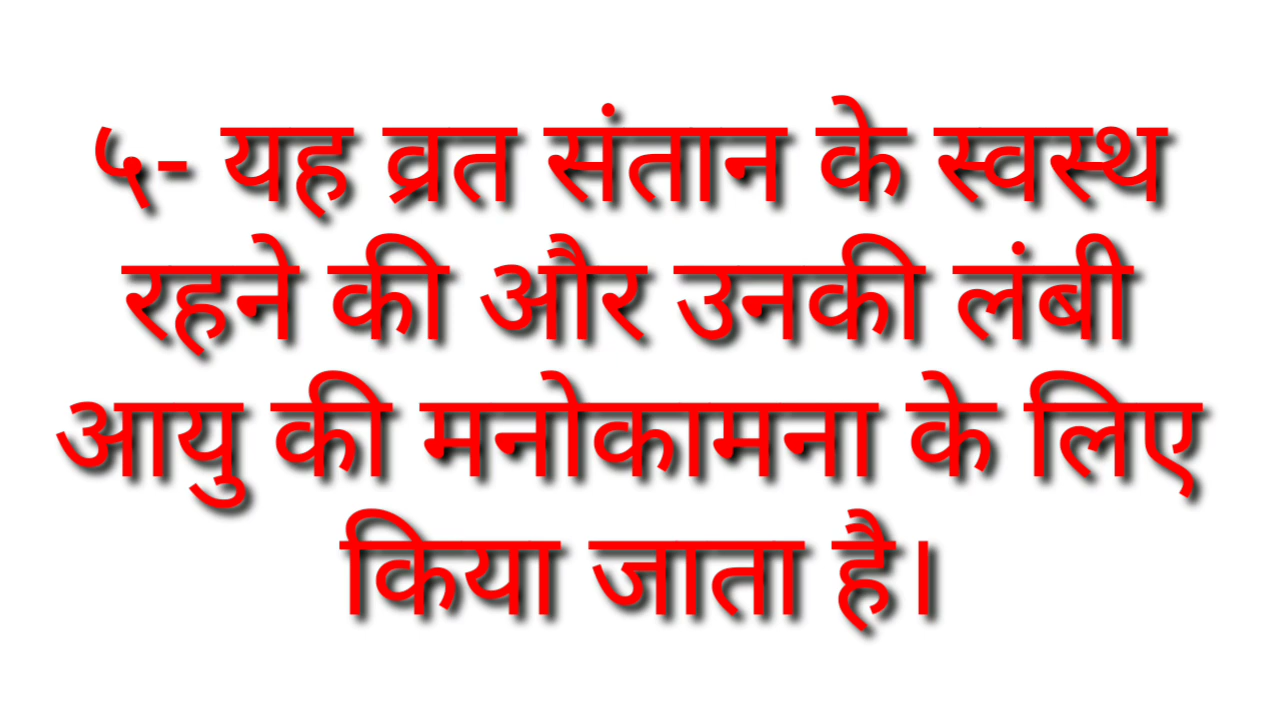 ५- यह व्रत संतान के स्वस्थ
रहने की और उनकी लंबी
आयु की मनोकामना के लिए
किया जाता है।